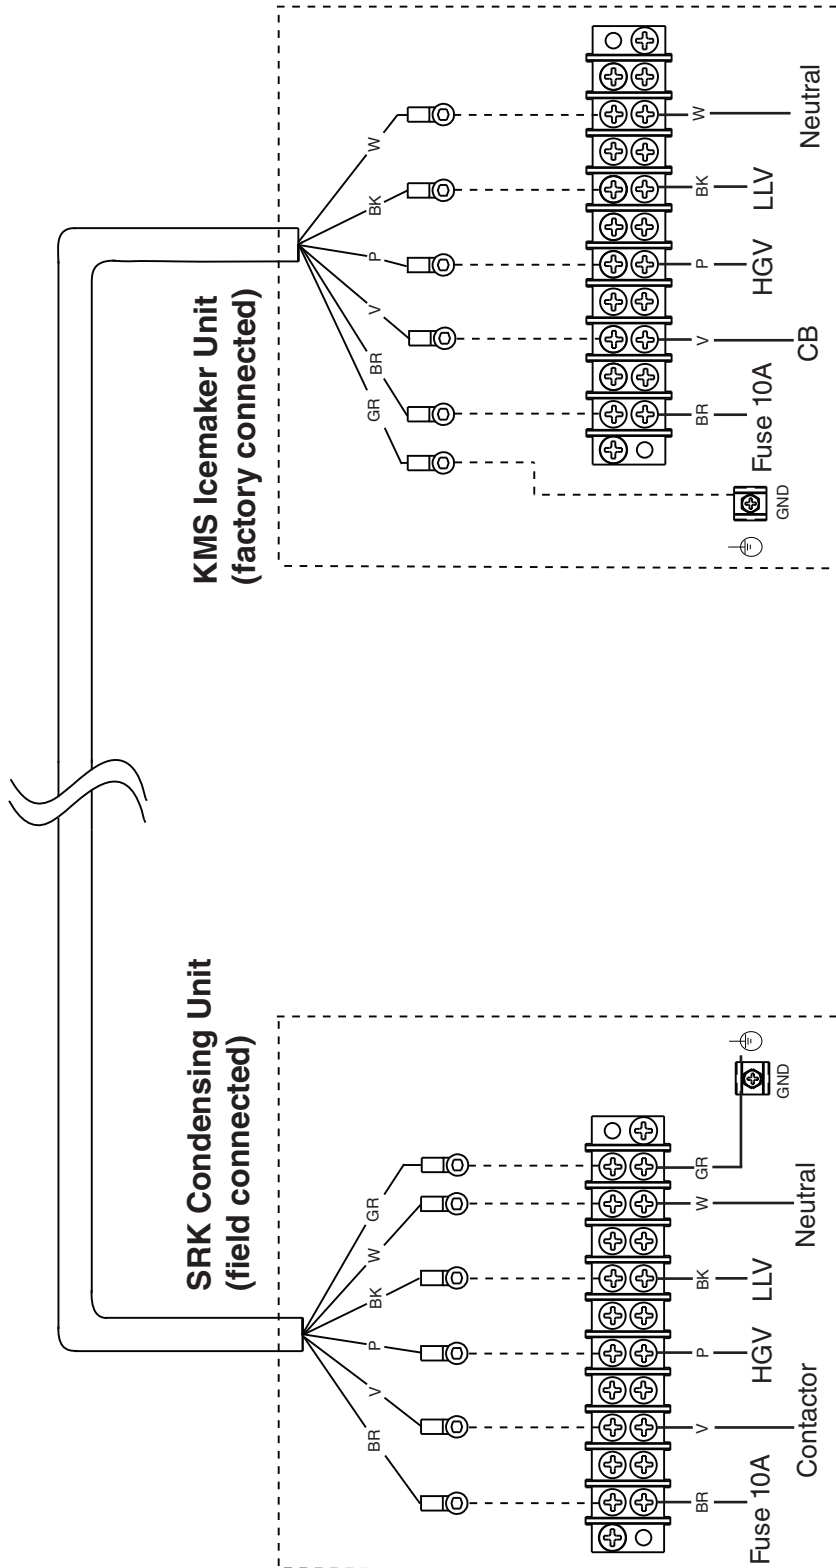 KMS Icemaker Unit
(factory connected)
W
BK
P
V
BR
GR
W
BK
P
V
BR
Neutral
LLV
HGV
CB
Fuse 10A
GND
SRK Condensing Unit
(field connected)
GR
W
BK
P
V
BR
GR
W
BK
P
V
BR
GND
Neutral
LLV
HGV
Contactor
Fuse 10A